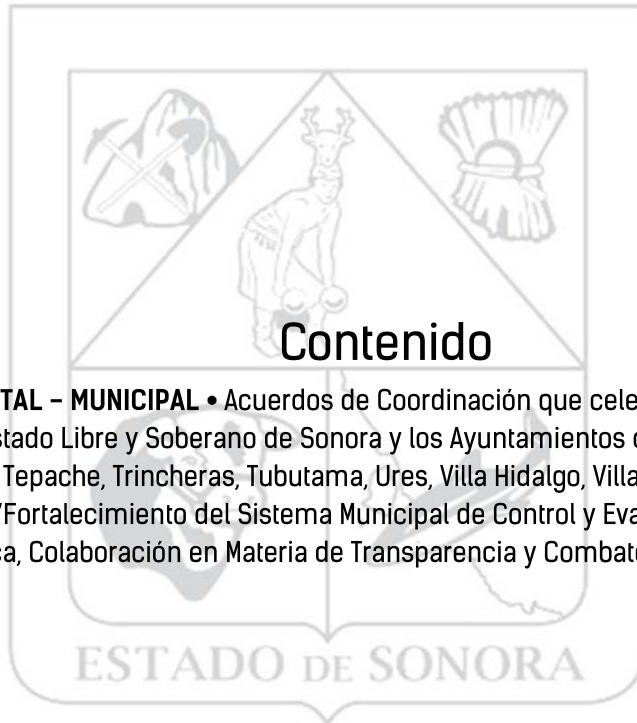 Contenido
TAL – MUNICIPAL • Acuerdos de Coordinación que cele
stado Libre y Soberano de Sonora y los Ayuntamientos
Tepache, Trincheras, Tubutama, Ures, Villa Hidalgo, Villa
"Fortalecimiento del Sistema Municipal de Control y Eva
ca, Colaboración en Materia de Transparencia y Combat
ESTADO DE SONORA